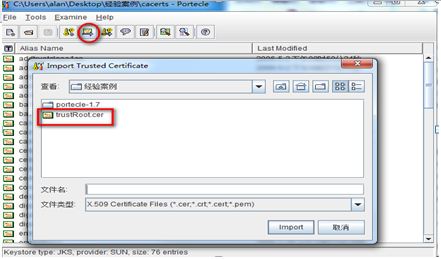 C:\Users\alan\Desktop\经验案例\cacerts - Portecle
File Tools Examine Help
Alias Name Last Modified
Import Trusted Certificate
查看: 经验案例
portecle-1.7
trustRoot.cer
文件名:
文件类型: X.509 Certificate Files (*.cer;*.crt;*.cert;*.pem)
Import 取消
Keystore type: JKS, provider: SUN, size: 76 entries